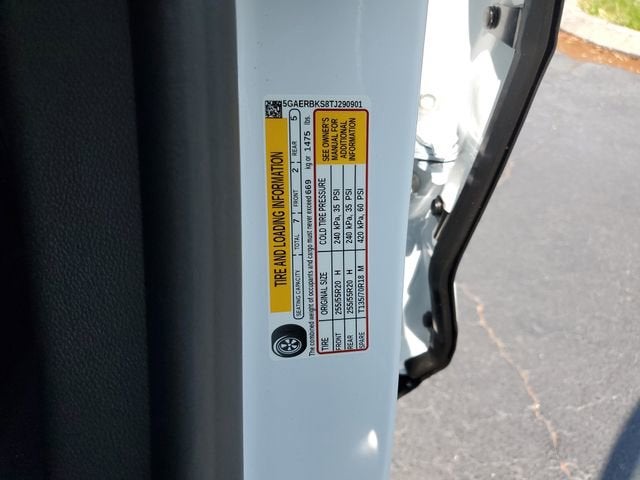 5GAERBKS8TJ290901
TIRE AND LOADING INFORMATION
SEATING CAPACITY TOTAL 7 FRONT 2 REAR 5
The combined weight of occupants and cargo must never exceed 669 kg or 1475 lbs.
TIRE ORIGINAL SIZE COLD TIRE PRESSURE
FRONT 255/55R20 H 240 kPa, 35 PSI
REAR 255/55R20 H 240 kPa, 35 PSI
SPARE T135/70R18 M 420 kPa, 60 PSI
SEE OWNER'S
MANUAL FOR
ADDITIONAL
INFORMATION